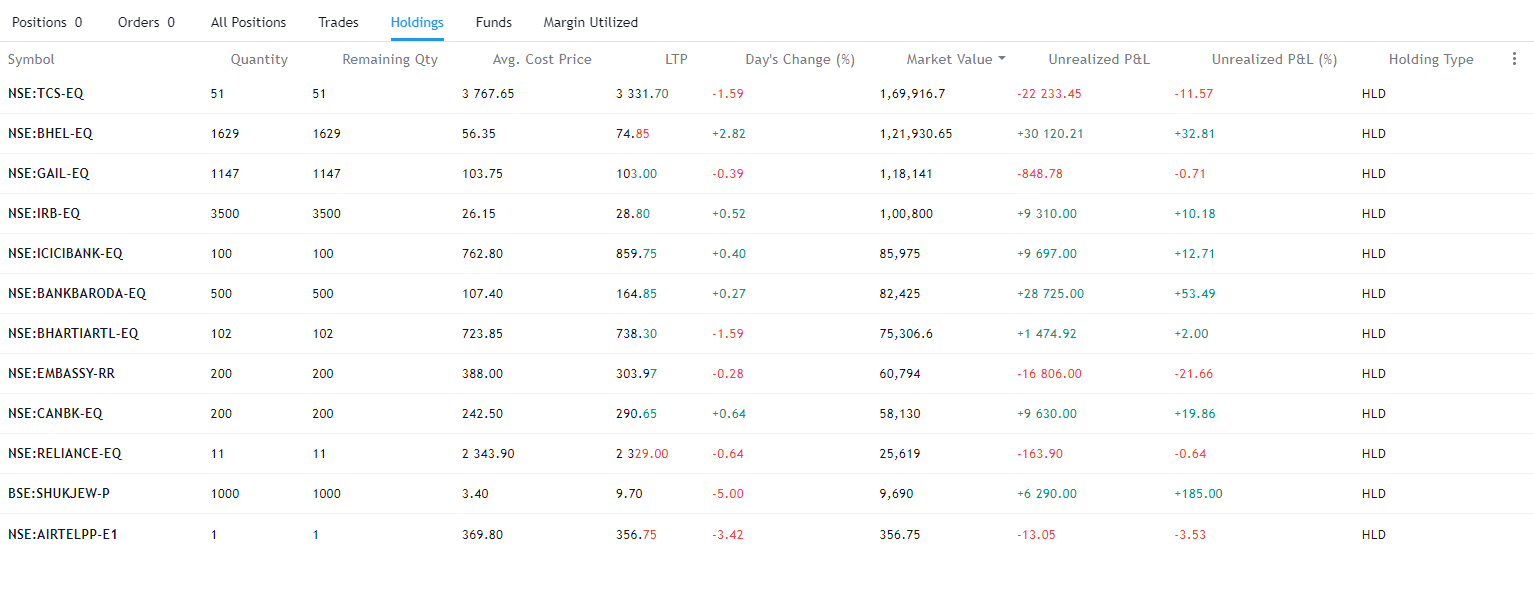 Positions 0 Orders 0 All Positions Trades Holdings Funds Margin Utilized
Symbol Quantity Remaining Qty Avg. Cost Price LTP Day's Change (%) Market Value Unrealized P&L Unrealized P&L (%) Holding Type
NSE:TCS-EQ 51 51 3 767.65 3 331.70 -1.59 1,69,916.7 -22 233.45 -11.57 HLD
NSE:BHEL-EQ 1629 1629 56.35 74.85 +2.82 1,21,930.65 +30 120.21 +32.81 HLD
NSE:GAIL-EQ 1147 1147 103.75 103.00 -0.39 1,18,141 -848.78 -0.71 HLD
NSE:IRB-EQ 3500 3500 26.15 28.80 +0.52 1,00,800 +9 310.00 +10.18 HLD
NSE:ICICIBANK-EQ 100 100 762.80 859.75 +0.40 85,975 +9 697.00 +12.71 HLD
NSE:BANKBARODA-EQ 500 500 107.40 164.85 +0.27 82,425 +28 725.00 +53.49 HLD
NSE:BHARTIARTL-EQ 102 102 723.85 738.30 -1.59 75,306.6 +1 474.92 +2.00 HLD
NSE:EMBASSY-RR 200 200 388.00 303.97 -0.28 60,794 -16 806.00 -21.66 HLD
NSE:CANBK-EQ 200 200 242.50 290.65 +0.64 58,130 +9 630.00 +19.86 HLD
NSE:RELIANCE-EQ 11 11 2 343.90 2 329.00 -0.64 25,619 -163.90 -0.64 HLD
BSE:SHUKJEW-P 1000 1000 3.40 9.70 -5.00 9,690 +6 290.00 +185.00 HLD
NSE:AIRTELPP-E1 1 1 369.80 356.75 -3.42 356.75 -13.05 -3.53 HLD